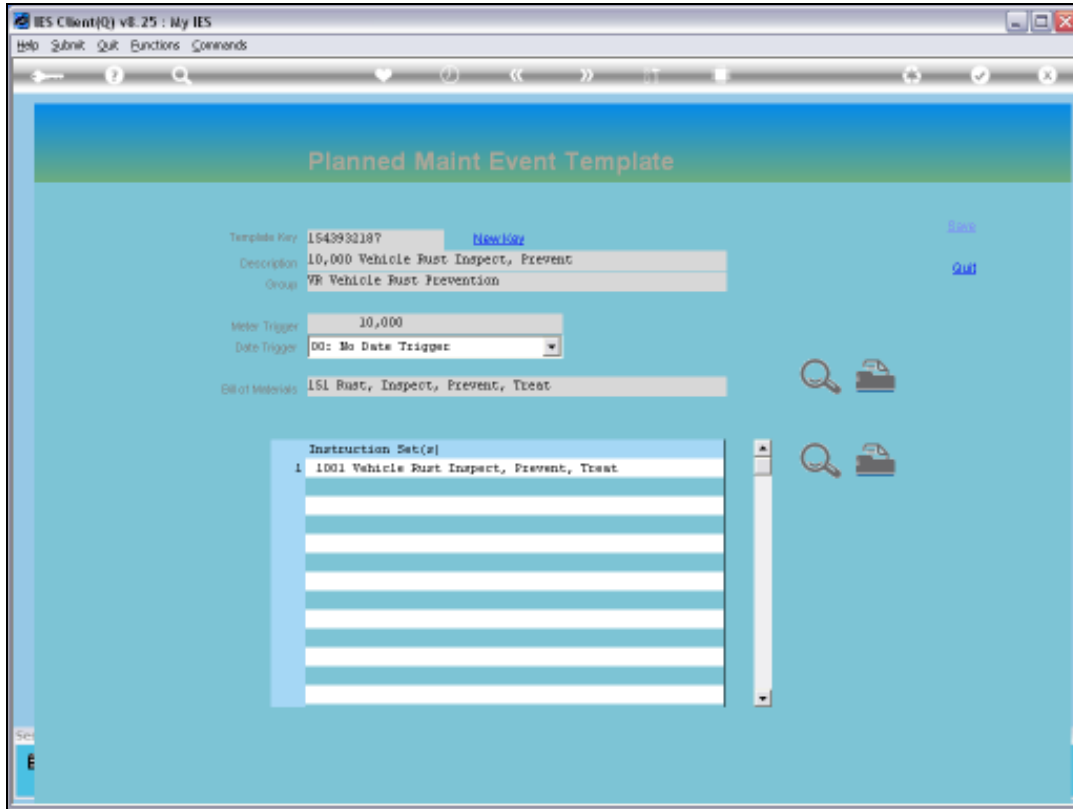 IES Client(Q) v8.25 : My IES
Help Submit Quit Functions Commands
Planned Maint Event Template
Save
Template Key 1543932187 New Key
Description 10,000 Vehicle Rust Inspect, Prevent
Quit
Group VR Vehicle Rust Prevention
Meter Trigger 10,000
Date Trigger 00: No Date Trigger
Bill of Materials 151 Rust, Inspect, Prevent, Treat
Instruction Set(s)
1 1001 Vehicle Rust Inspect, Prevent, Treat